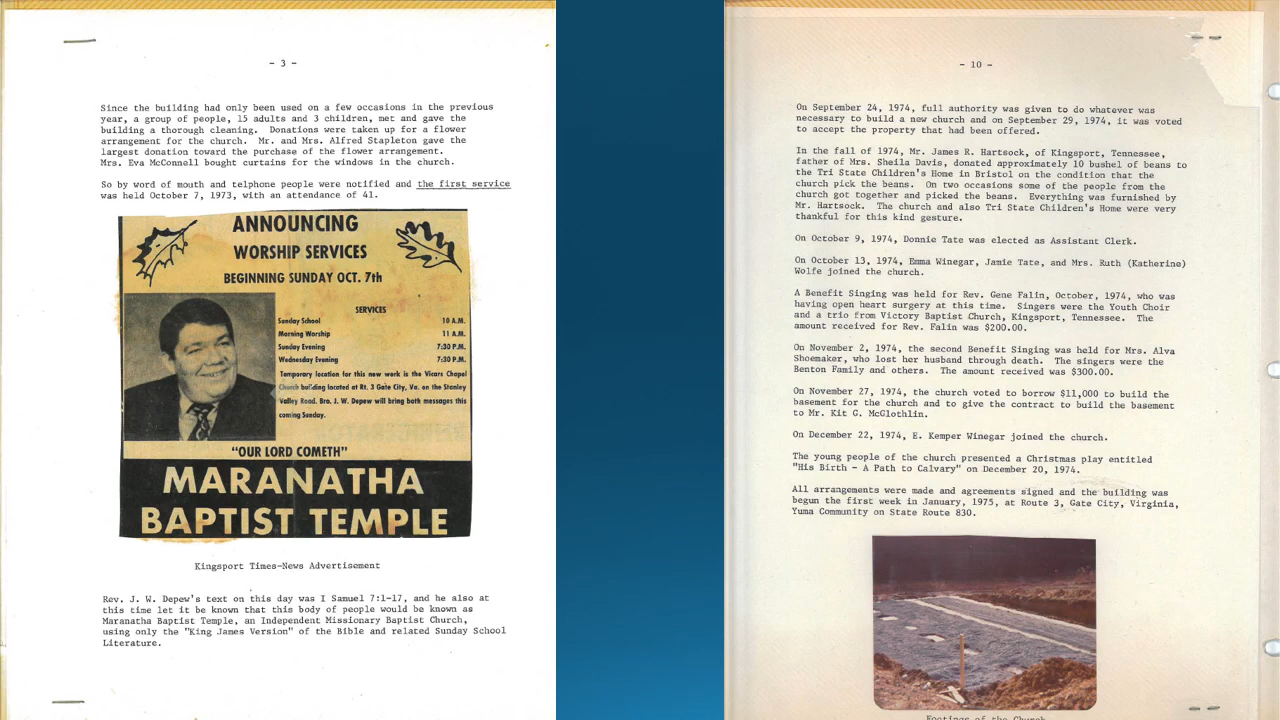 - 3 -
Since the building had only been used on a few occasions in the previous
year, a group of people, 15 adults and 3 children, met and gave the
building a thorough cleaning. Donations were taken up for a flower
arrangement for the church. Mr. and Mrs. Alfred Stapleton gave the
largest donation toward the purchase of the flower arrangement.
Mrs. Eva McConnell bought curtains for the windows in the church.
So by word of mouth and telphone people were notified and the first service
was held October 7, 1973, with an attendance of 41.
ANNOUNCING
WORSHIP SERVICES
BEGINNING SUNDAY OCT. 7th
SERVICES
Sunday School 10 A.M.
Morning Worship 11 A.M.
Sunday Evening 7:30 P.M.
Wednesday Evening 7:30 P.M.
Temporary location for this new work is the Vicars Chapel
Church building located at Rt. 3 Gate City, Va. on the Stanley
Valley Road. Bro. J. W. Depew will bring both messages this
coming Sunday.
"OUR LORD COMETH"
MARANATHA
BAPTIST TEMPLE
Kingsport Times-News Advertisement
Rev. J. W. Depew's text on this day was I Samuel 7:1-17, and he also at
this time let it be known that this body of people would be known as
Maranatha Baptist Temple, an Independent Missionary Baptist Church,
using only the "King James Version" of the Bible and related Sunday School
Literature.
- 10 -
On September 24, 1974, full authority was given to do whatever was
necessary to build a new church and on September 29, 1974, it was voted
to accept the property that had been offered.
In the fall of 1974, Mr. James R. Hartsock, of Kingsport, Tennessee,
father of Mrs. Sheila Davis, donated approximately 10 bushel of beans to
the Tri State Children's Home in Bristol on the condition that the
church pick the beans. On two occasions some of the people from the
church got together and picked the beans. Everything was furnished by
Mr. Hartsock. The church and also Tri State Children's Home were very
thankful for this kind gesture.
On October 9, 1974, Donnie Tate was elected as Assistant Clerk.
On October 13, 1974, Emma Winegar, Jamie Tate, and Mrs. Ruth (Katherine)
Wolfe joined the church.
A Benefit Singing was held for Rev. Gene Falin, October, 1974, who was
having open heart surgery at this time. Singers were the Youth Choir
and a trio from Victory Baptist Church, Kingsport, Tennessee. The
amount received for Rev. Falin was $200.00.
On November 2, 1974, the second Benefit Singing was held for Mrs. Alva
Shoemaker, who lost her husband through death. The singers were the
Benton Family and others. The amount received was $300.00.
On November 27, 1974, the church voted to borrow $11,000 to build the
basement for the church and to give the contract to build the basement
to Mr. Kit G. McGlothlin.
On December 22, 1974, E. Kemper Winegar joined the church.
The young people of the church presented a Christmas play entitled
"His Birth - A Path to Calvary" on December 20, 1974.
All arrangements were made and agreements signed and the building was
begun the first week in January, 1975, at Route 3, Gate City, Virginia,
Yuma Community on State Route 830.
Footings of the Church